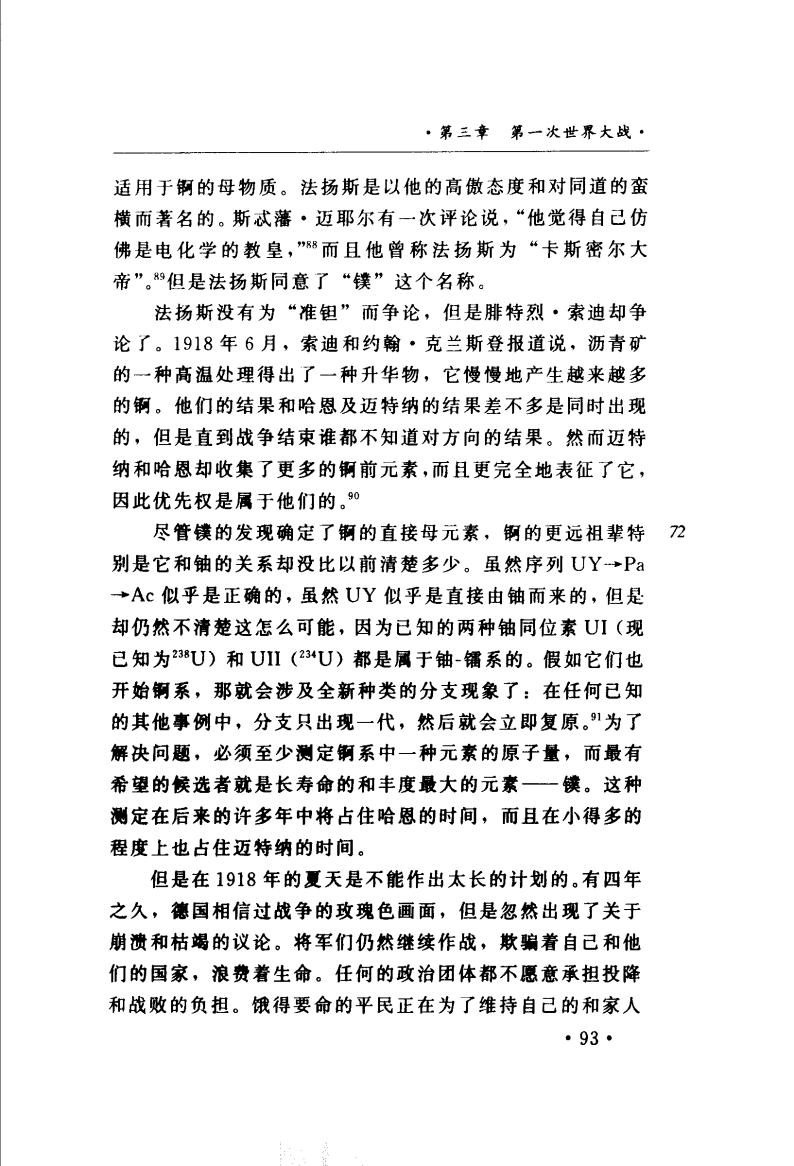 ·第三章　第一次世界大战·
适用于锕的母物质。法扬斯是以他的高傲态度和对同道的蛮
横而著名的。斯忒藩·迈耶尔有一次评论说，“他觉得自己仿
佛是电化学的教皇，”⁸⁸而且他曾称法扬斯为“卡斯密尔大
帝”。⁸⁹但是法扬斯同意了“镤”这个名称。
法扬斯没有为“准钽”而争论，但是腓特烈·索迪却争
论了。1918年6月，索迪和约翰·克兰斯登报道说，沥青矿
的一种高温处理得出了一种升华物，它慢慢地产生越来越多
的锕。他们的结果和哈恩及迈特纳的结果差不多是同时出现
的，但是直到战争结束谁都不知道对方向的结果。然而迈特
纳和哈恩却收集了更多的锕前元素，而且更完全地表征了它，
因此优先权是属于他们的。⁹⁰
尽管镤的发现确定了锕的直接母元素，锕的更远祖辈特
72
别是它和铀的关系却没比以前清楚多少。虽然序列UY→Pa
→Ac似乎是正确的，虽然UY似乎是直接由铀而来的，但是
却仍然不清楚这怎么可能，因为已知的两种铀同位素UI（现
已知为²³⁸U）和UII（²³⁴U）都是属于铀-镭系的。假如它们也
开始锕系，那就会涉及全新种类的分支现象了：在任何已知
的其他事例中，分支只出现一代，然后就会立即复原。⁹¹为了
解决问题，必须至少测定锕系中一种元素的原子量，而最有
希望的候选者就是长寿命的和丰度最大的元素——镤。这种
测定在后来的许多年中将占住哈恩的时间，而且在小得多的
程度上也占住迈特纳的时间。
但是在1918年的夏天是不能作出太长的计划的。有四年
之久，德国相信过战争的玫瑰色画面，但是忽然出现了关于
崩溃和枯竭的议论。将军们仍然继续作战，欺骗着自己和他
们的国家，浪费着生命。任何的政治团体都不愿意承担投降
和战败的负担。饿得要命的平民正在为了维持自己的和家人
·93·